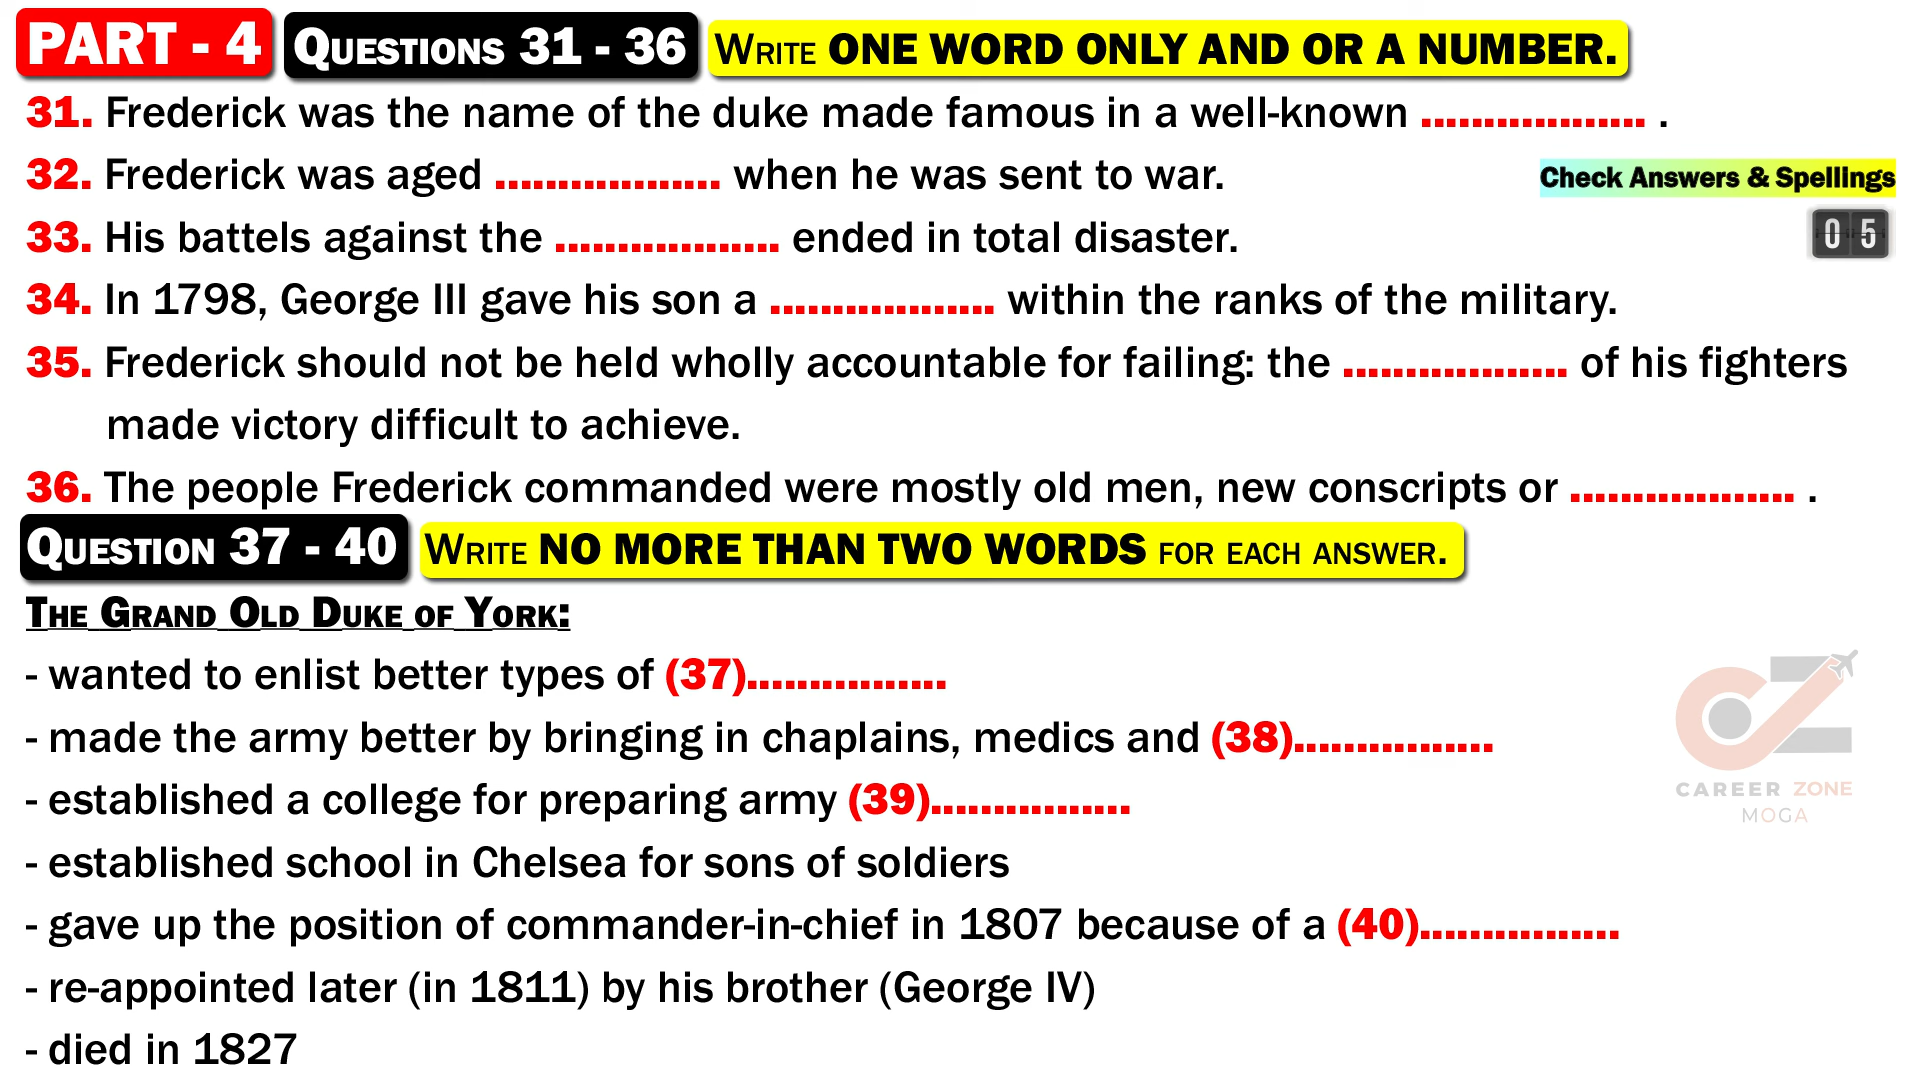 PART - 4 QUESTIONS 31 - 36 WRITE ONE WORD ONLY AND OR A NUMBER.
31. Frederick was the name of the duke made famous in a well-known .................. .
32. Frederick was aged .................. when he was sent to war.
Check Answers & Spellings
33. His battels against the .................. ended in total disaster.
05
34. In 1798, George III gave his son a .................. within the ranks of the military.
35. Frederick should not be held wholly accountable for failing: the .................. of his fighters
made victory difficult to achieve.
36. The people Frederick commanded were mostly old men, new conscripts or .................. .
QUESTION 37 - 40 WRITE NO MORE THAN TWO WORDS FOR EACH ANSWER.
THE GRAND OLD DUKE OF YORK:
- wanted to enlist better types of (37)................
- made the army better by bringing in chaplains, medics and (38)................
- established a college for preparing army (39)................
CAREER ZONE
MOGA
- established school in Chelsea for sons of soldiers
- gave up the position of commander-in-chief in 1807 because of a (40)................
- re-appointed later (in 1811) by his brother (George IV)
- died in 1827